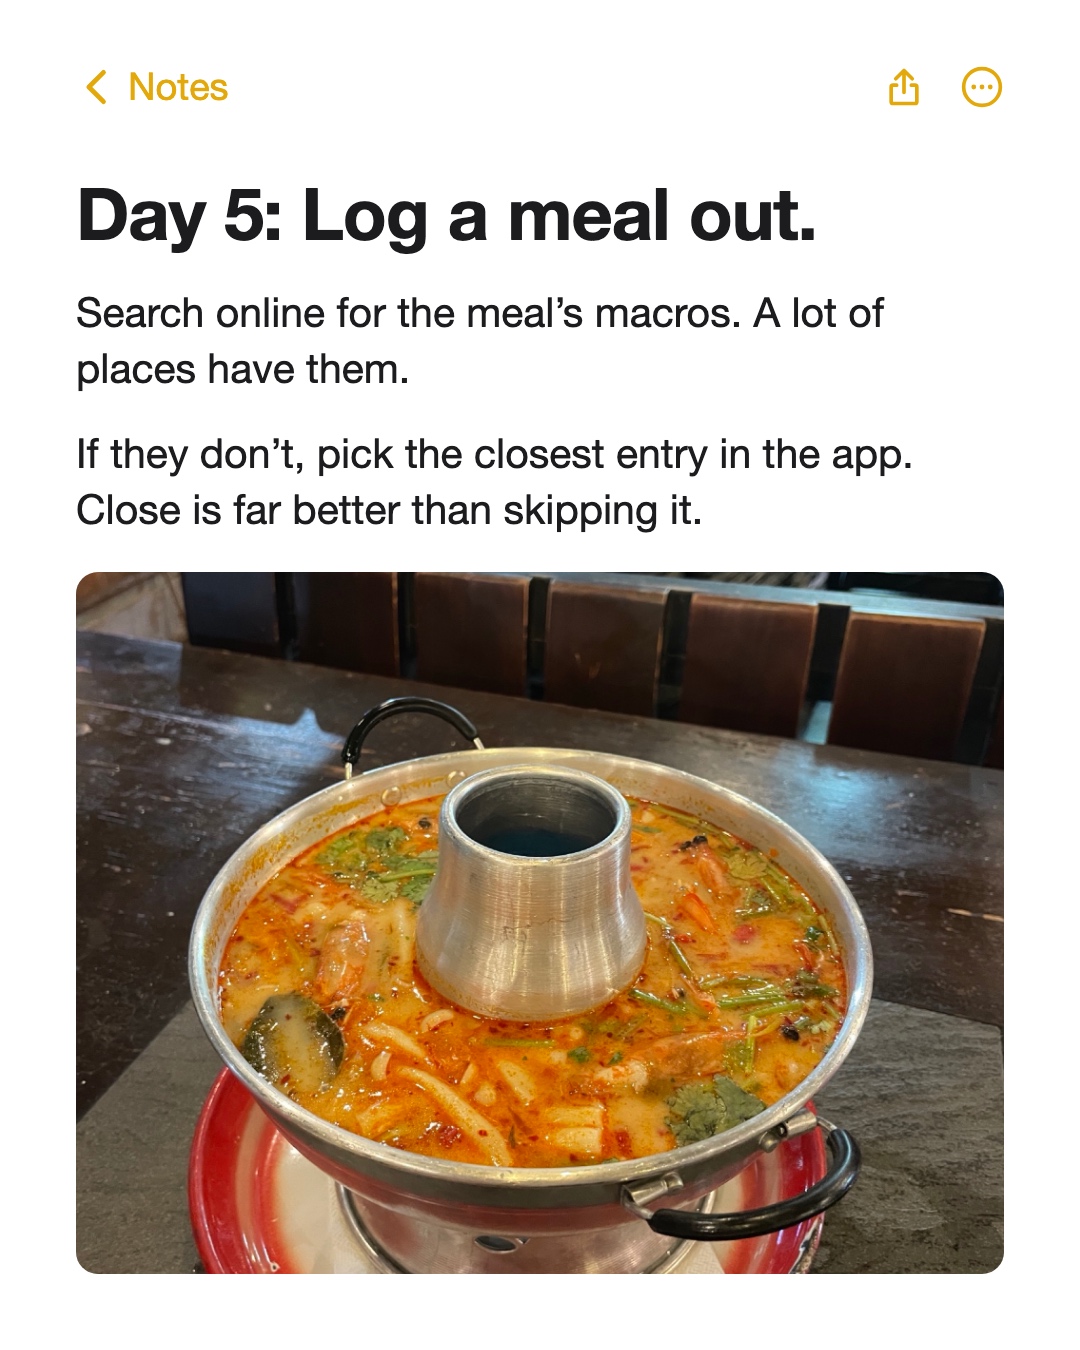 Notes
Day 5: Log a meal out.
Search online for the meal’s macros. A lot of
places have them.
If they don’t, pick the closest entry in the app.
Close is far better than skipping it.